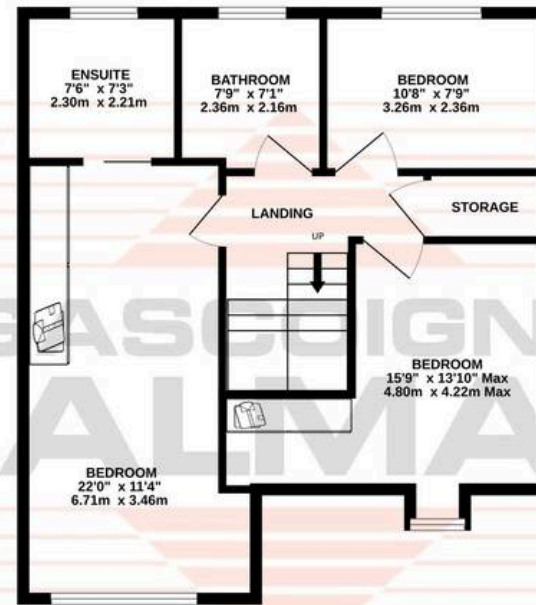 ENSUITE
7'6" x 7'3"
2.30m x 2.21m
BATHROOM
7'9" x 7'1"
2.36m x 2.16m
BEDROOM
10'8" x 7'9"
3.26m x 2.36m
LANDING
STORAGE
UP
GASCOIGN
ALMA
BEDROOM
15'9" x 13'10" Max
4.80m x 4.22m Max
BEDROOM
22'0" x 11'4"
6.71m x 3.46m